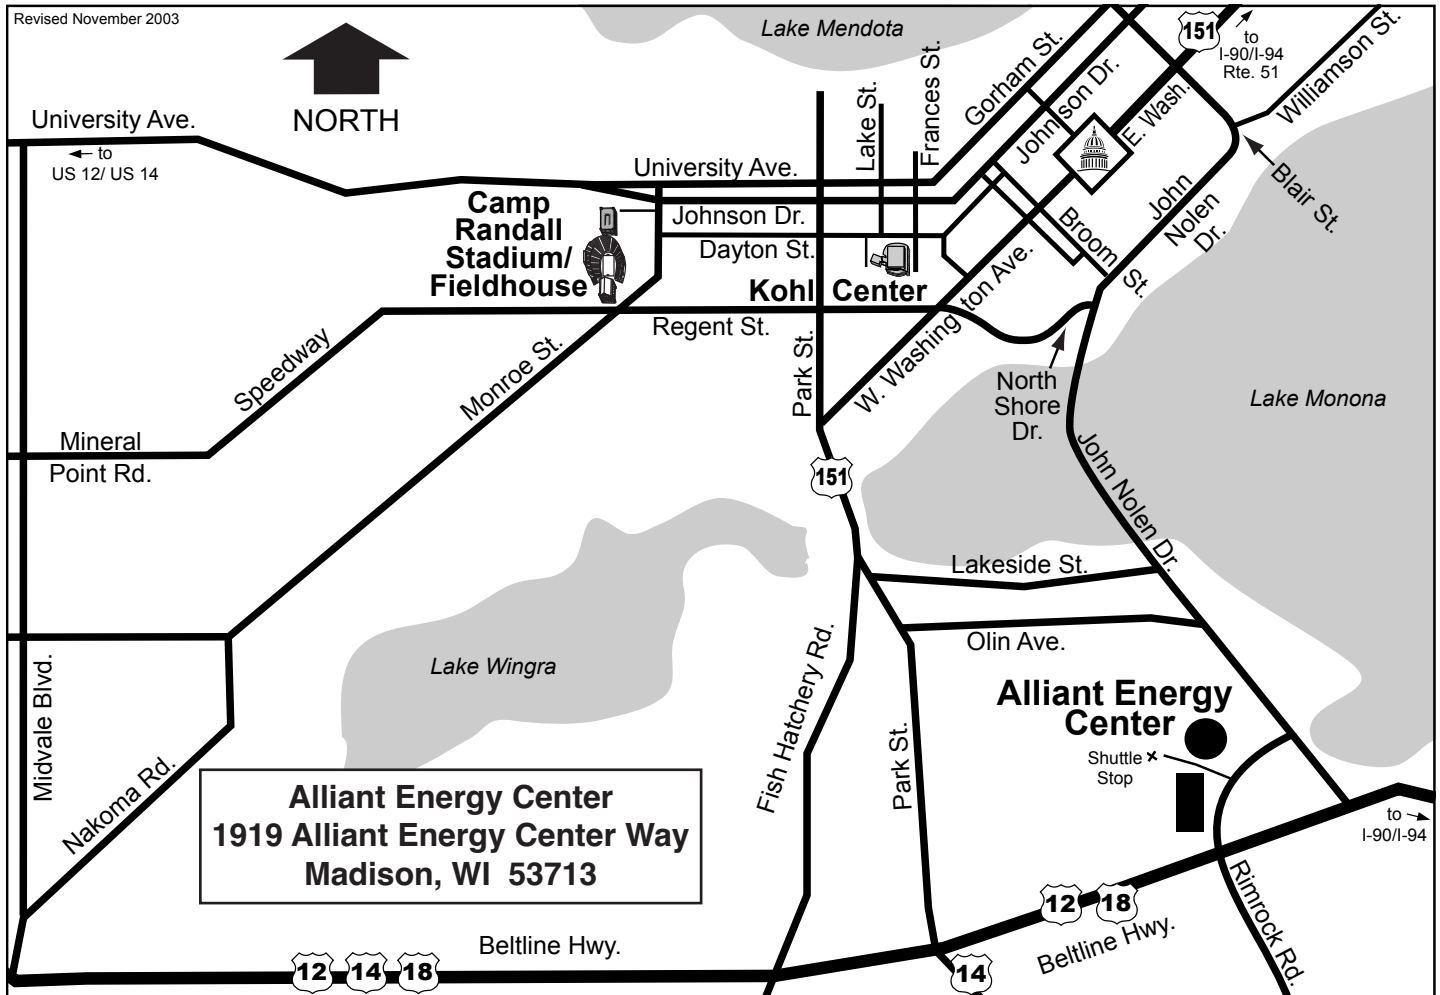 Revised November 2003
Lake Mendota
151
to
I-90/I-94
Rte. 51
Williamson St.
University Ave.
NORTH
to
US 12/ US 14
Gorham St.
Johnson Dr.
E. Wash.
Lake St.
Frances St.
University Ave.
Camp
Randall
Stadium/
Fieldhouse
Johnson Dr.
Dayton St.
Kohl Center
Broom St.
John
Nolen
Dr.
Blair St.
Regent St.
Speedway
Monroe St.
Park St.
W. Washington Ave.
North
Shore
Dr.
Lake Monona
Mineral
Point Rd.
151
John Nolen Dr.
Lakeside St.
Olin Ave.
Lake Wingra
Midvale Blvd.
Nakoma Rd.
Fish Hatchery Rd.
Park St.
Alliant Energy
Center
Shuttle
Stop
Alliant Energy Center
1919 Alliant Energy Center Way
Madison, WI 53713
to
I-90/I-94
Rimrock Rd.
12 18
Beltline Hwy.
Beltline Hwy.
12 14 18
14